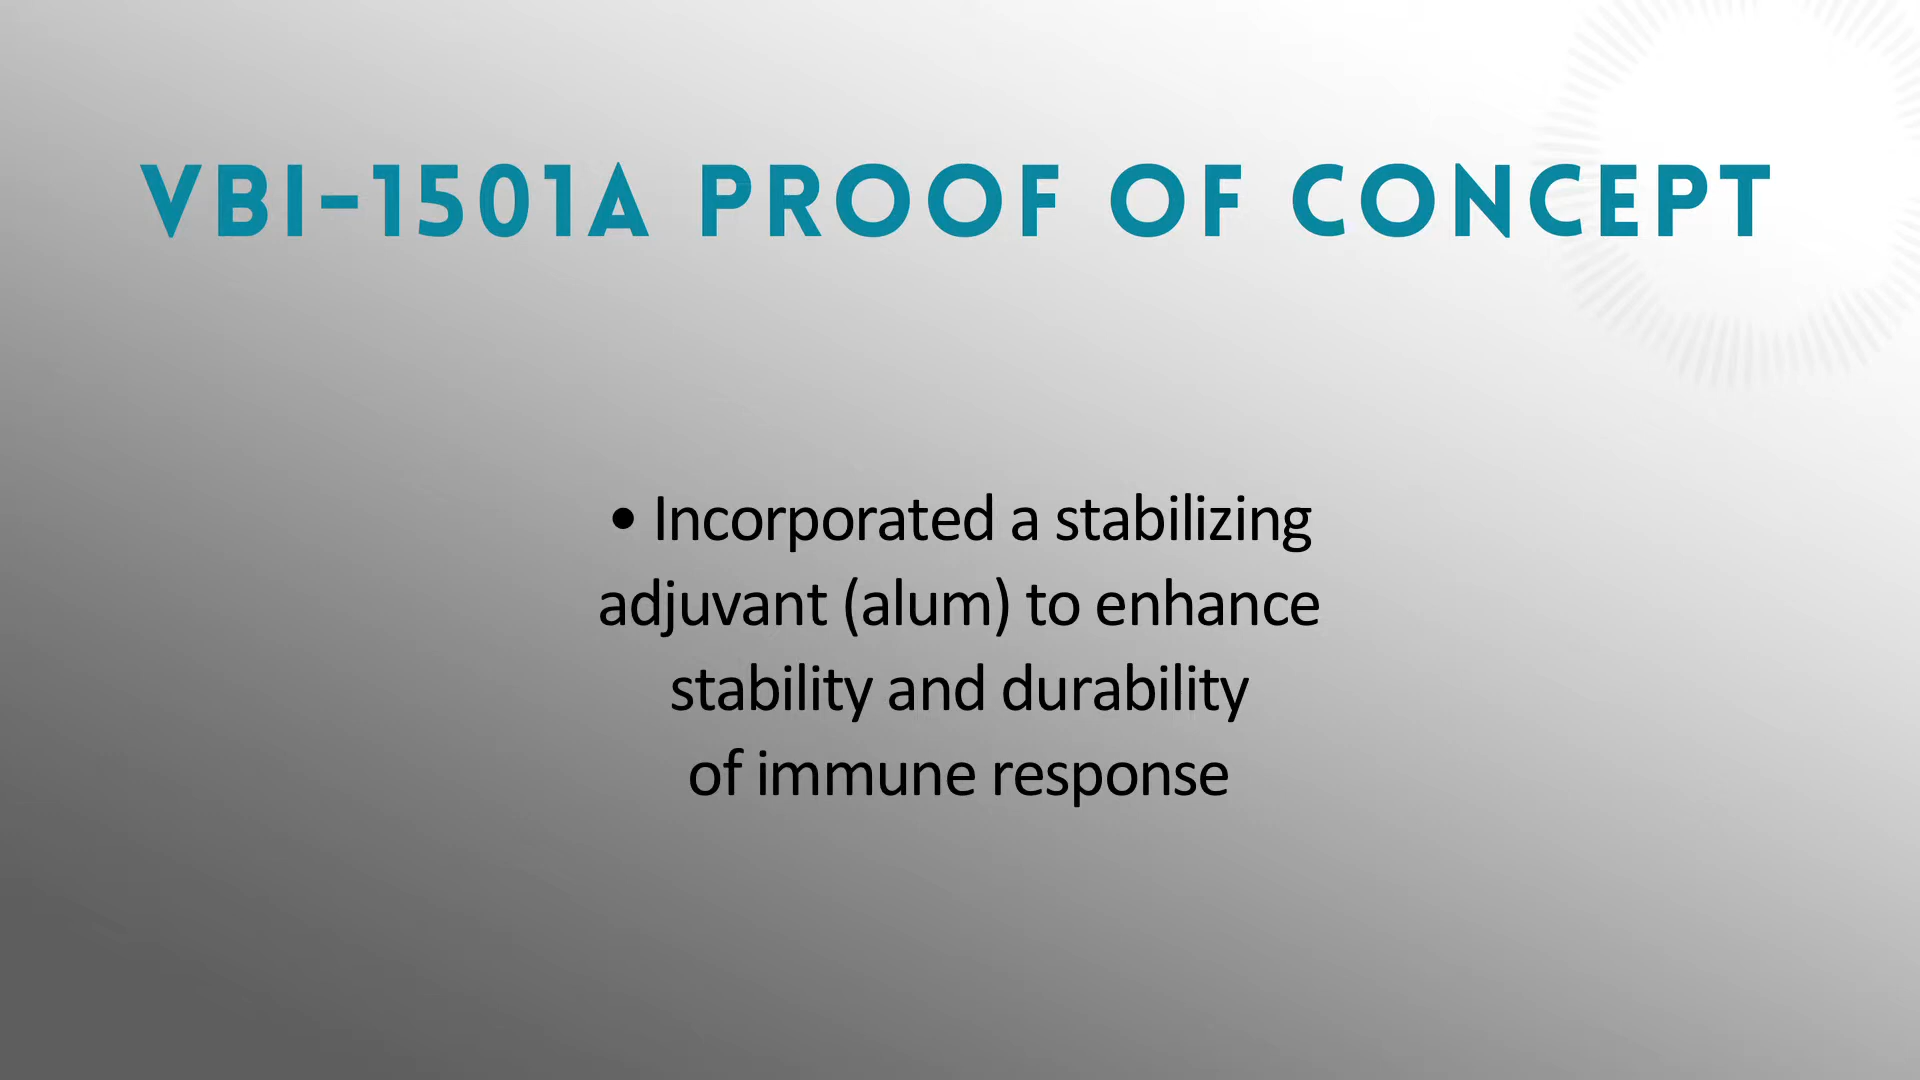 VBI-1501A PROOF OF CONCEPT
• Incorporated a stabilizing
adjuvant (alum) to enhance
stability and durability
of immune response